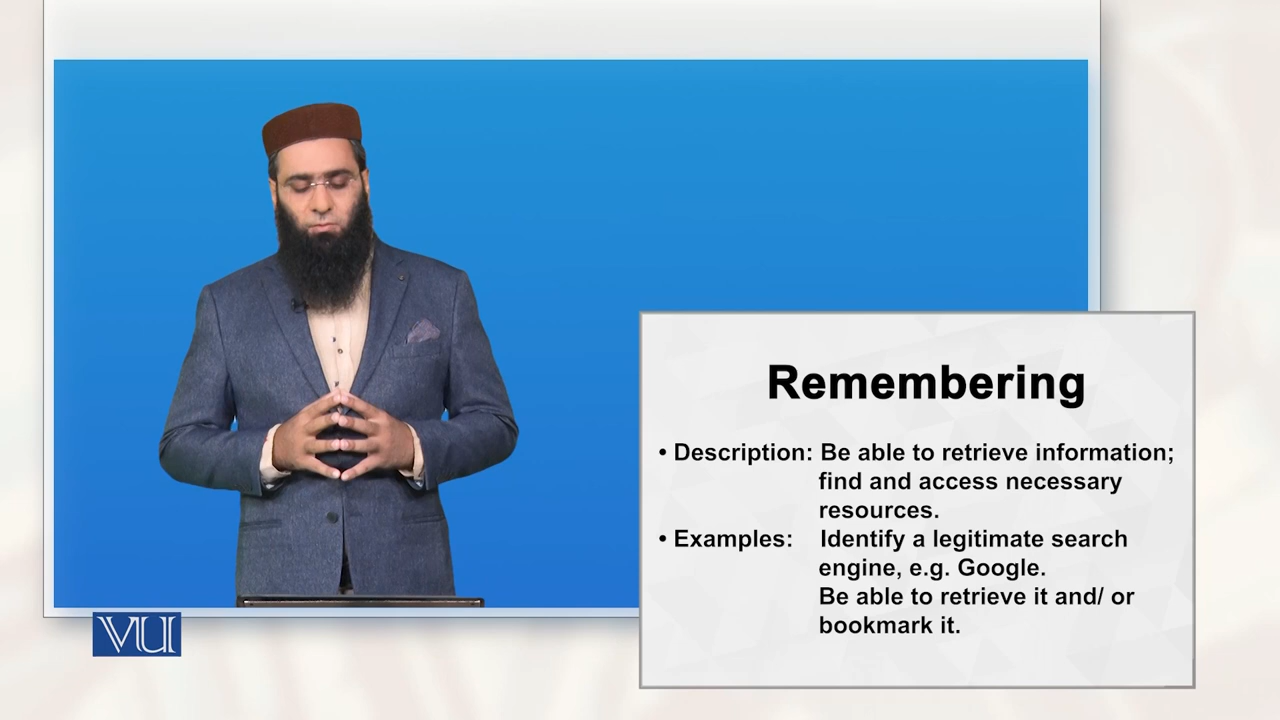 Remembering
• Description: Be able to retrieve information;
find and access necessary
resources.
• Examples: Identify a legitimate search
engine, e.g. Google.
Be able to retrieve it and/ or
bookmark it.
VU